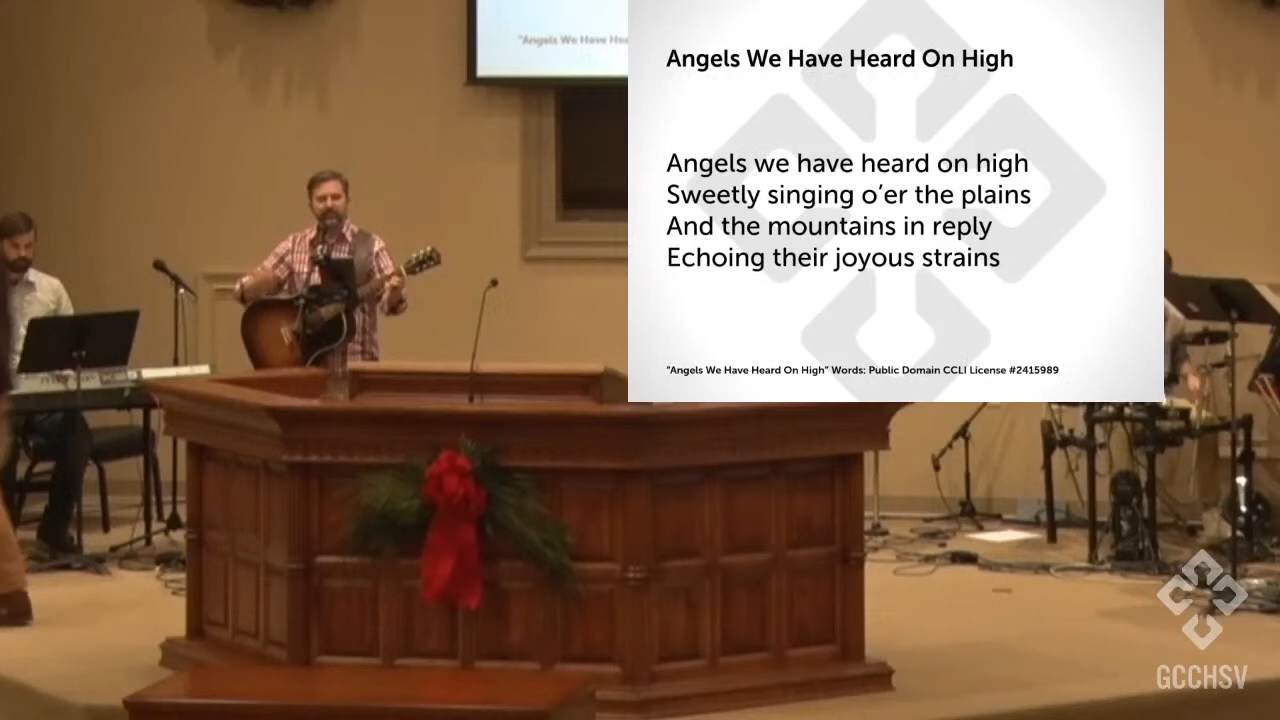 "Angels We Have Hea
Angels We Have Heard On High
Angels we have heard on high
Sweetly singing o’er the plains
And the mountains in reply
Echoing their joyous strains
"Angels We Have Heard On High" Words: Public Domain CCLI License #2415989
GCCHSV